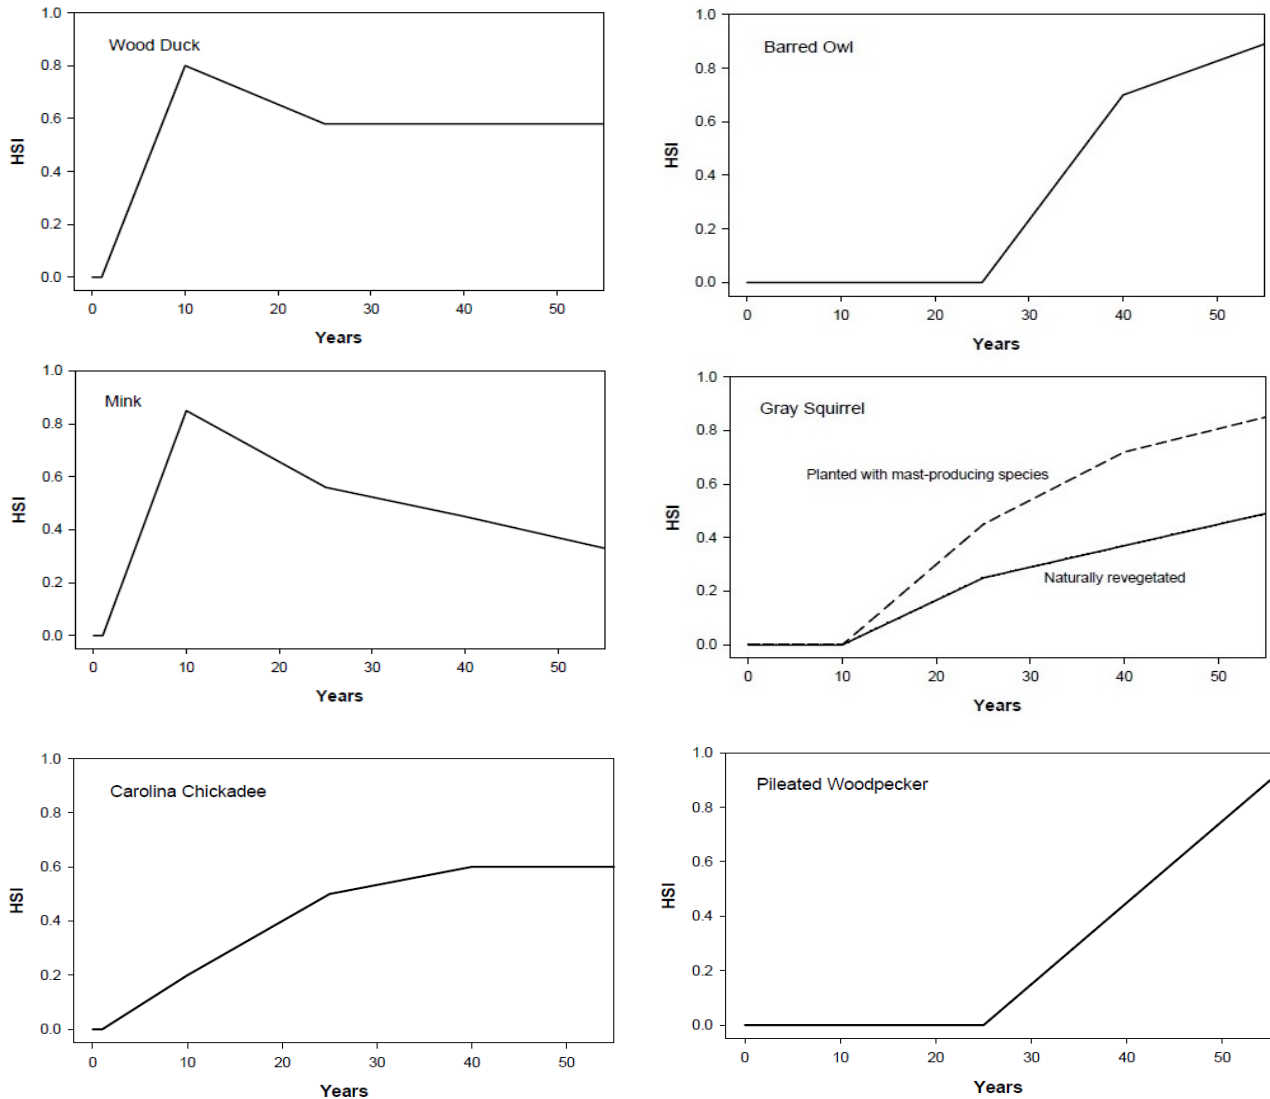 Wood Duck
1.0
0.8
0.6
0.4
0.2
0.0
HSI
0 10 20 30 40 50
Years
Barred Owl
1.0
0.8
0.6
0.4
0.2
0.0
HSI
0 10 20 30 40 50
Years
Mink
1.0
0.8
0.6
0.4
0.2
0.0
HSI
0 10 20 30 40 50
Years
Gray Squirrel
1.0
0.8
0.6
0.4
0.2
0.0
HSI
Planted with mast-producing species
Naturally revegetated
0 10 20 30 40 50
Years
Carolina Chickadee
1.0
0.8
0.6
0.4
0.2
0.0
HSI
0 10 20 30 40 50
Years
Pileated Woodpecker
1.0
0.8
0.6
0.4
0.2
0.0
HSI
0 10 20 30 40 50
Years